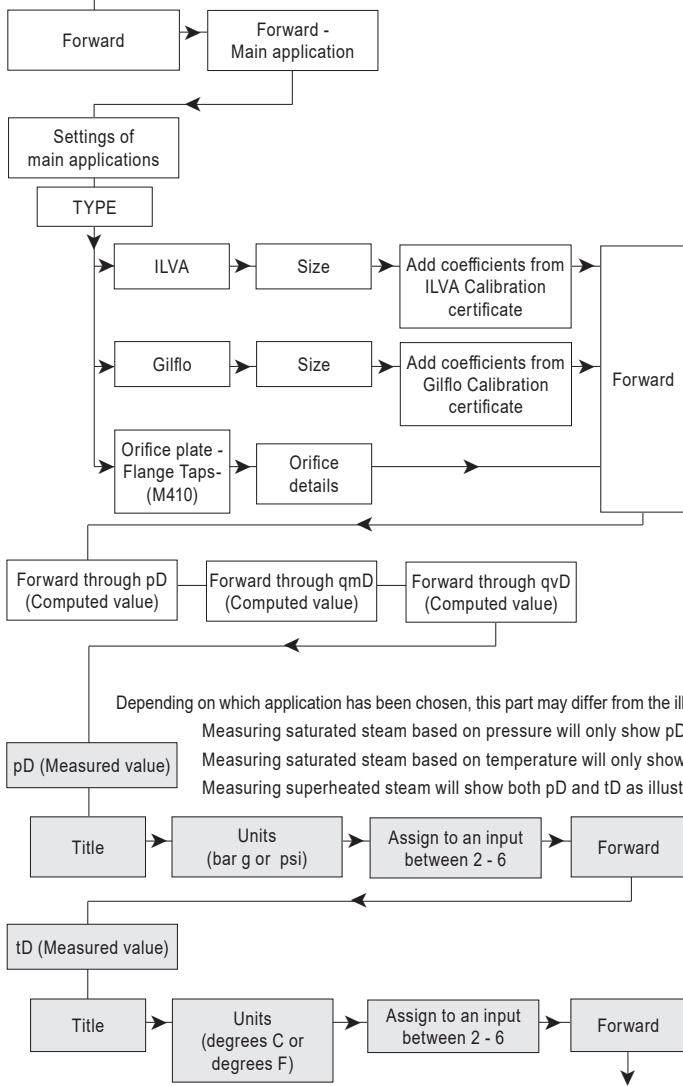 Forward
Forward -
Main application
Settings of
main applications
TYPE
ILVA
Size
Add coefficients from
ILVA Calibration
certificate
Gilflo
Size
Add coefficients from
Gilflo Calibration
certificate
Forward
Orifice plate -
Flange Taps-
(M410)
Orifice
details
Forward through pD
(Computed value)
Forward through qmD
(Computed value)
Forward through qvD
(Computed value)
Depending on which application has been chosen, this part may differ from the
Measuring saturated steam based on pressure will only show pD
Measuring saturated steam based on temperature will only show
Measuring superheated steam will show both pD and tD as
pD (Measured value)
Title
Units
(bar g or psi)
Assign to an input
between 2 - 6
Forward
tD (Measured value)
Title
Units
(degrees C or
degrees F)
Assign to an input
between 2 - 6
Forward